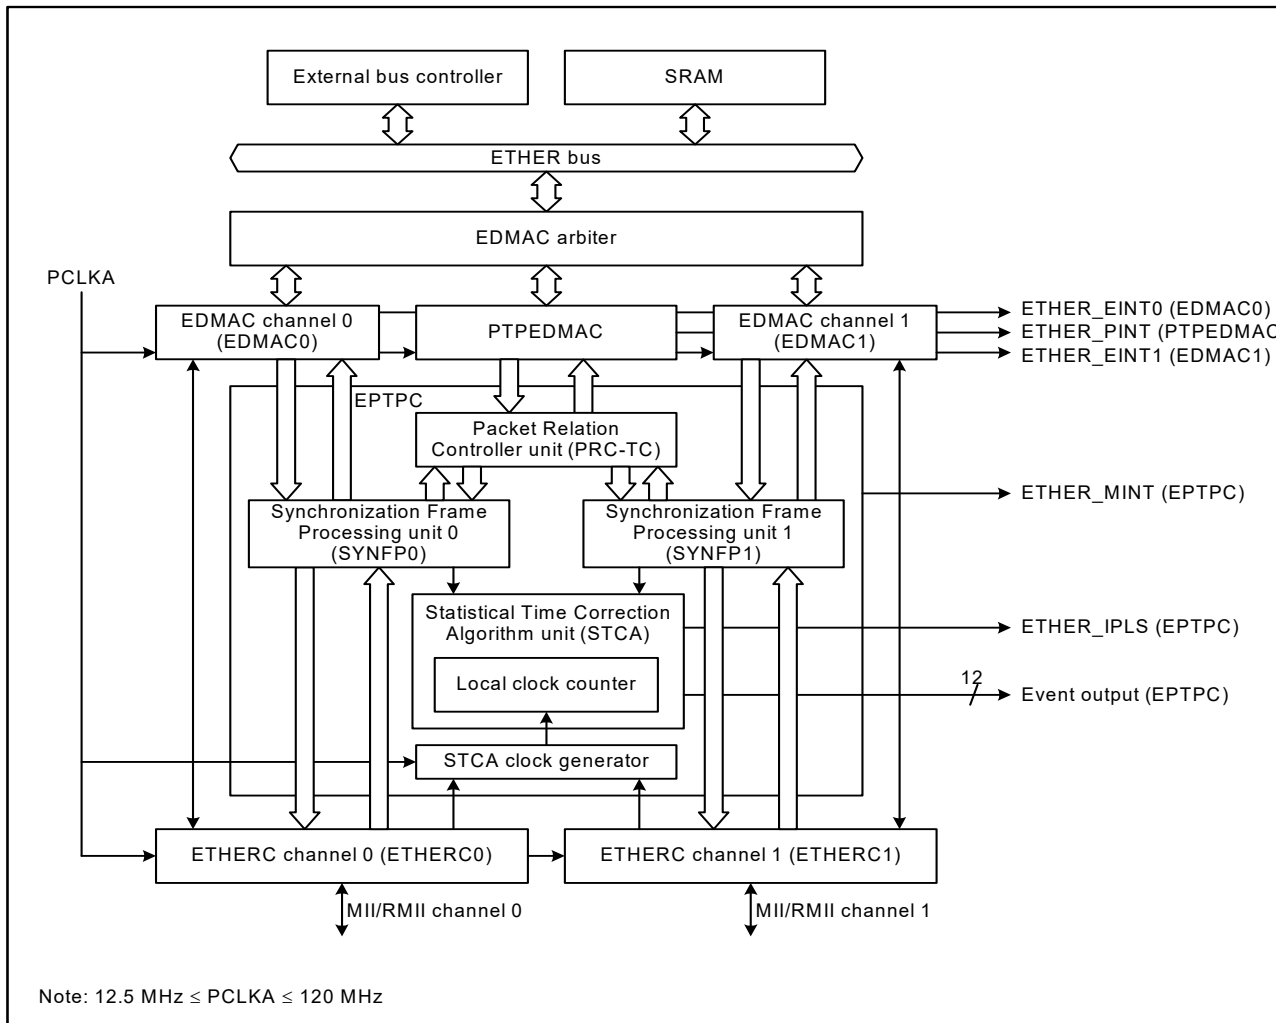 External bus controller
SRAM
ETHER bus
EDMAC arbiter
PCLKA
EDMAC channel 0
(EDMAC0)
PTPEDMAC
EDMAC channel 1
(EDMAC1)
ETHER_EINT0 (EDMAC0)
ETHER_PINT (PTPEDMAC
ETHER_EINT1 (EDMAC1)
EPTPC
Packet Relation
Controller unit (PRC-TC)
Synchronization Frame
Processing unit 0
(SYNFP0)
Synchronization Frame
Processing unit 1
(SYNFP1)
ETHER_MINT (EPTPC)
Statistical Time Correction
Algorithm unit (STCA)
ETHER_IPLS (EPTPC)
Local clock counter
12
Event output (EPTPC)
STCA clock generator
ETHERC channel 0 (ETHERC0)
ETHERC channel 1 (ETHERC1)
MII/RMII channel 0
MII/RMII channel 1
Note: 12.5 MHz ≤ PCLKA ≤ 120 MHz